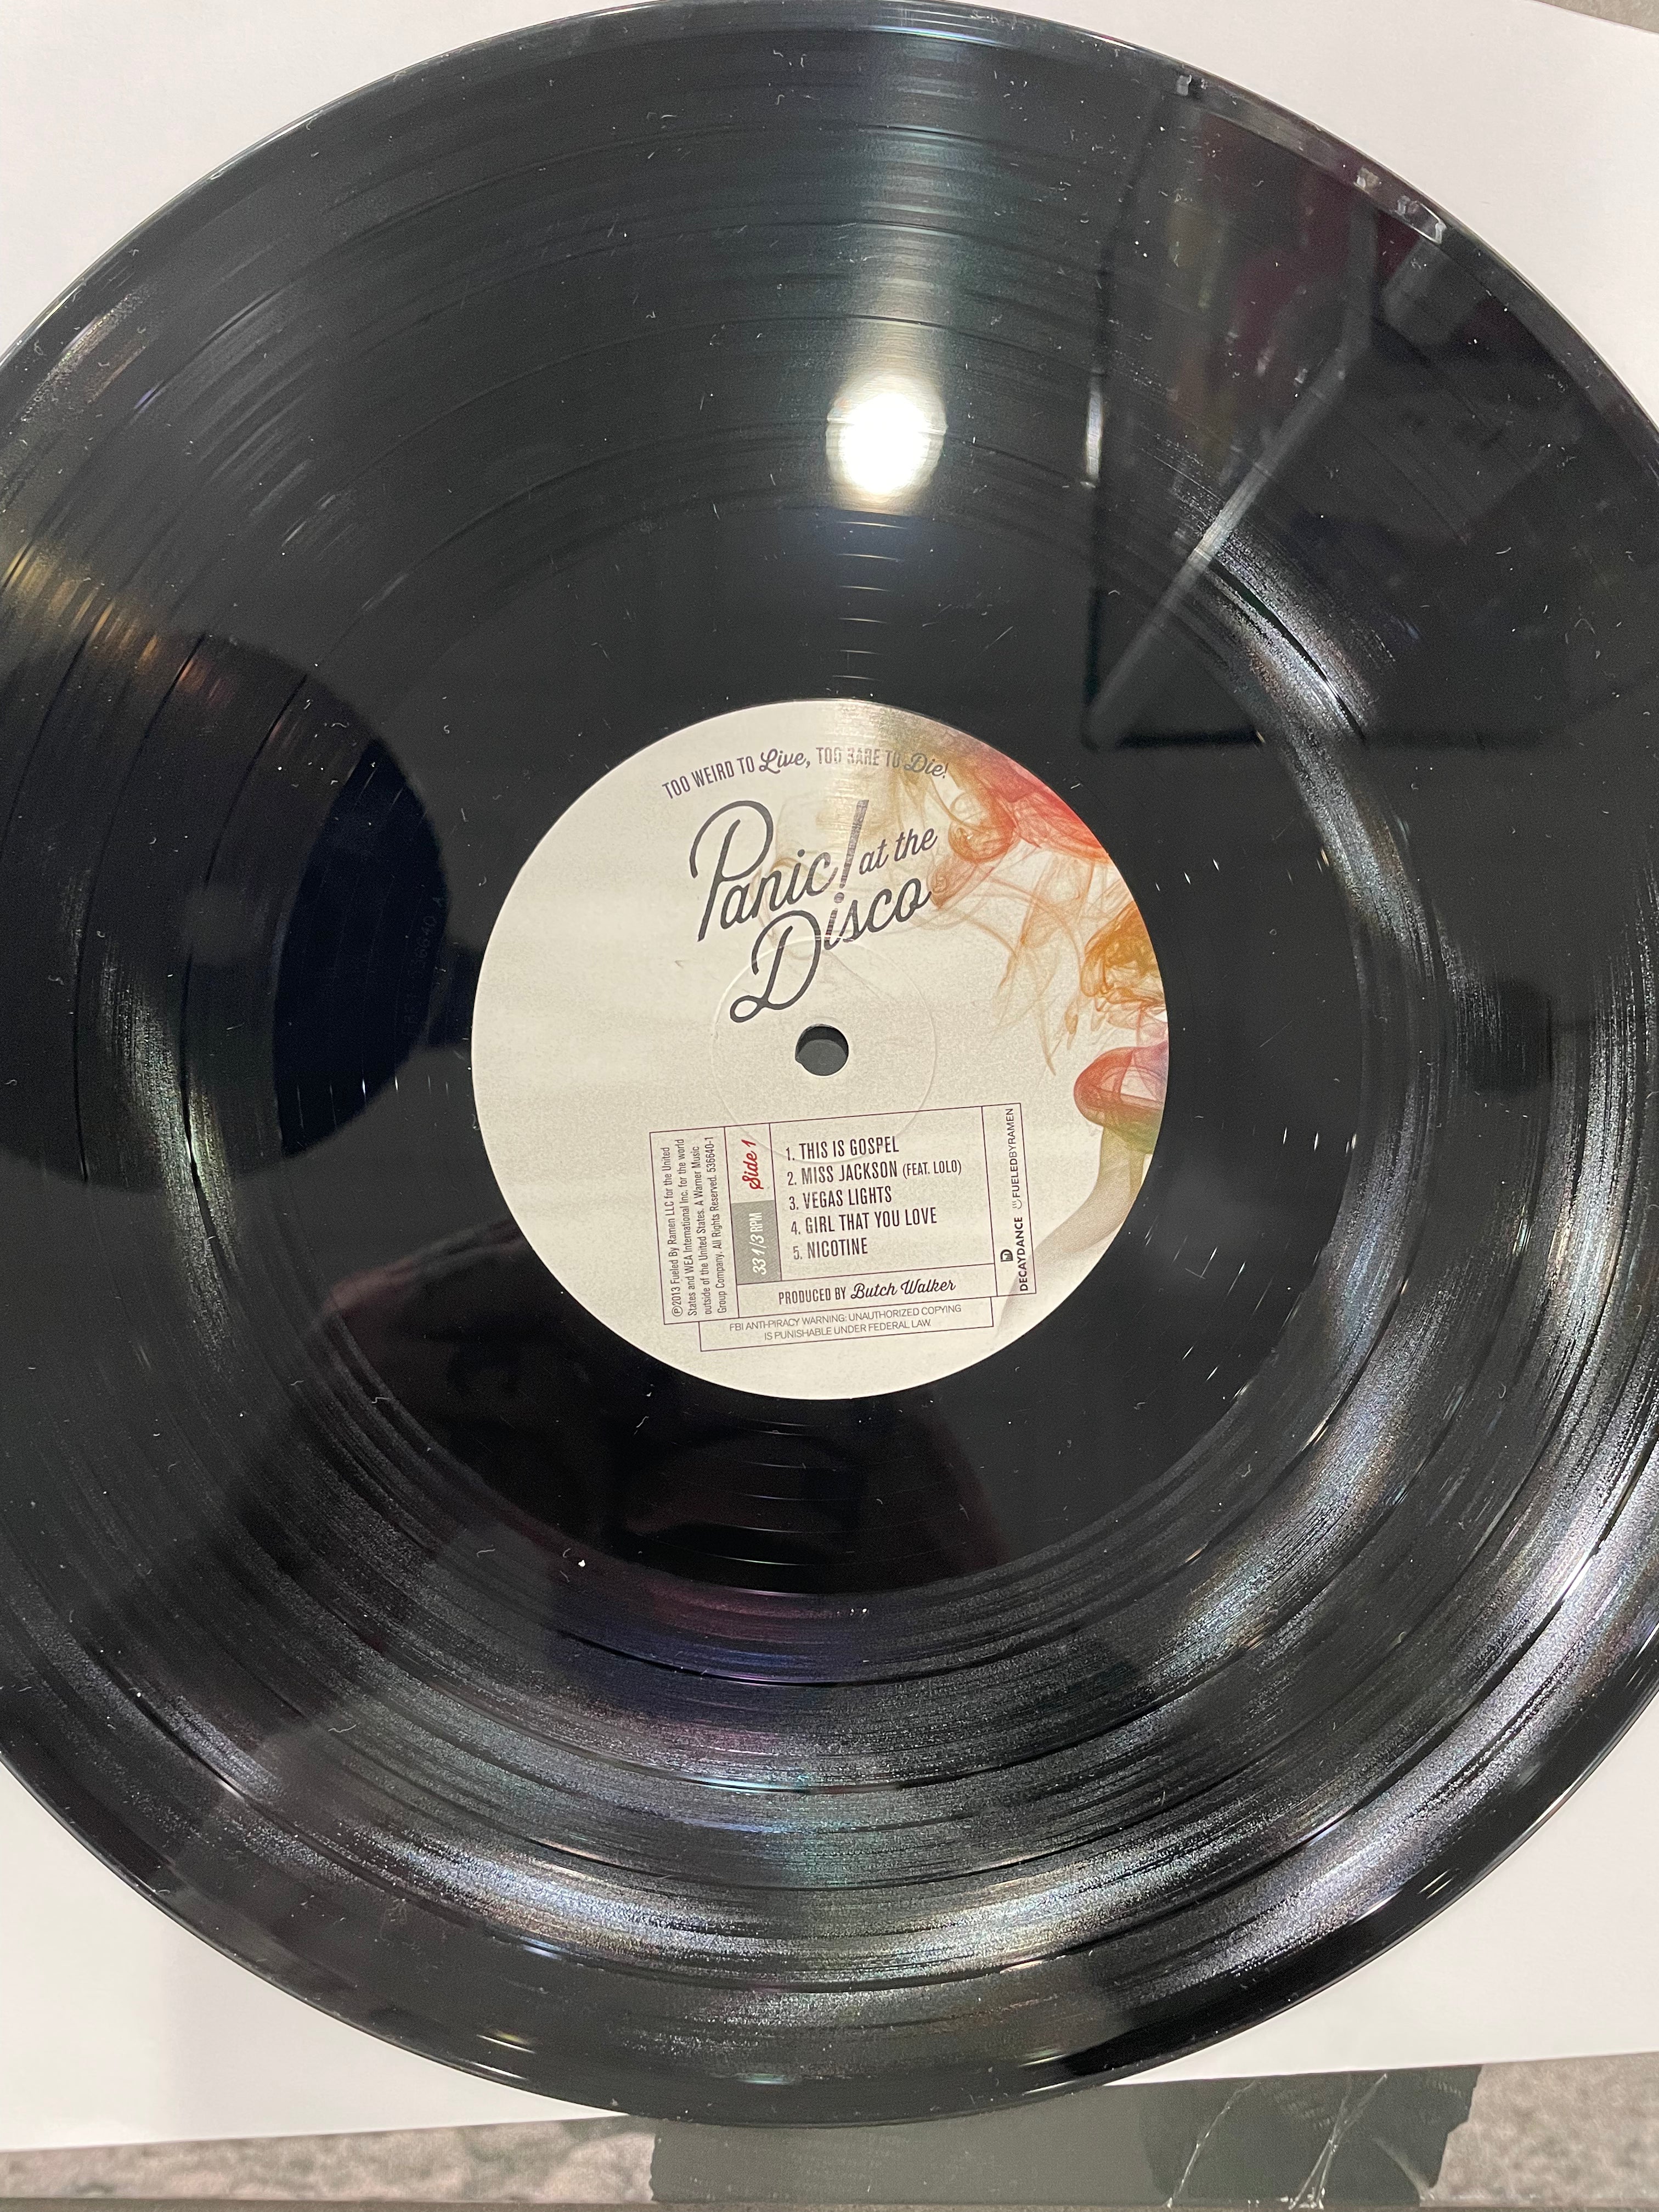 TOO WEIRD TO Live, TOO RARE TO Die!
Panic! at the
Disco
Ⓟ2013 Fueled By Ramen LLC for the United
States and WEA International Inc. for the world
outside of the United States. A Warner Music
Group Company. All Rights Reserved. 536640-1
33 1/3 RPM
Side 1
1. THIS IS GOSPEL
2. MISS JACKSON (FEAT. LOLO)
3. VEGAS LIGHTS
4. GIRL THAT YOU LOVE
5. NICOTINE
PRODUCED BY Butch Walker
DECAYDANCE FUELEDBYRAMEN
FBI ANTI-PIRACY WARNING: UNAUTHORIZED COPYING
IS PUNISHABLE UNDER FEDERAL LAW.